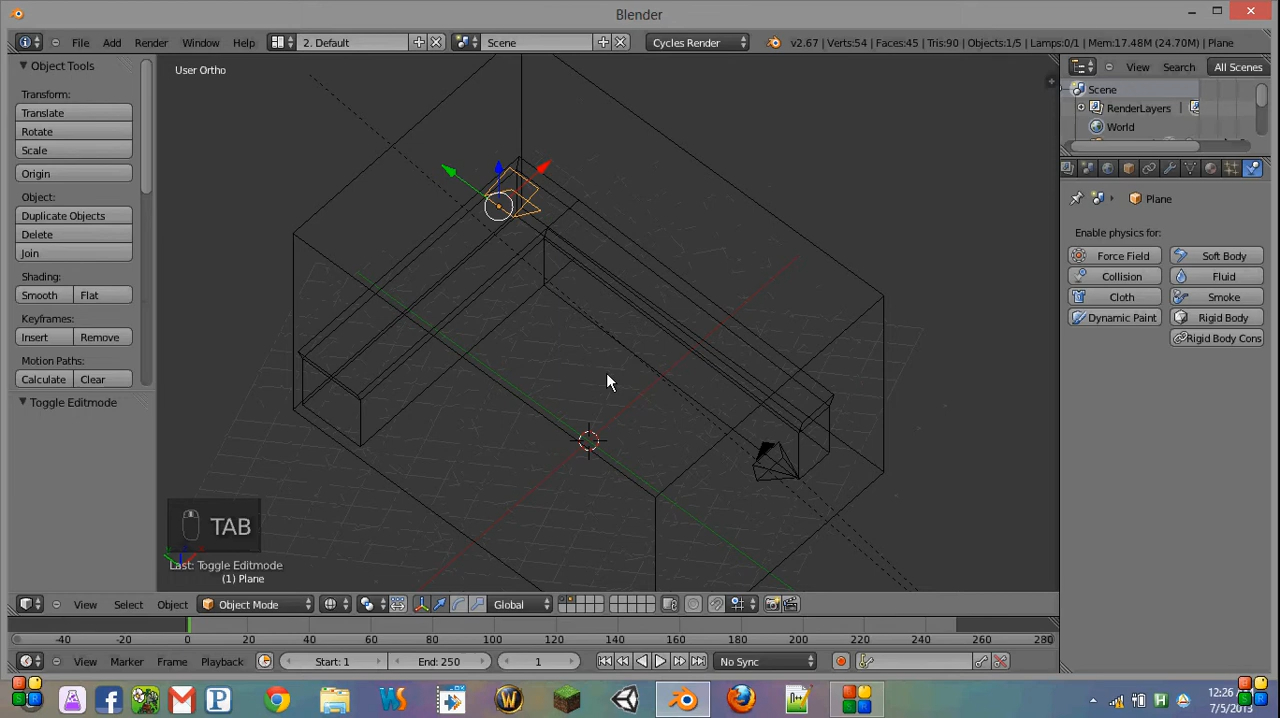 Blender
File Add Render Window Help 2. Default Scene Cycles Render v2.67 | Verts:54 | Faces:45 | Tris:90 | Objects:1/5 | Lamps:0/1 | Mem:17.48M (24.70M) | Plane
Object Tools
Transform:
Translate
Rotate
Scale
Origin
Object:
Duplicate Objects
Delete
Join
Shading:
Smooth Flat
Keyframes:
Insert Remove
Motion Paths:
Calculate Clear
Toggle Editmode
User Ortho
TAB
Last: Toggle Editmode
(1) Plane
View Search All Scenes
Scene
RenderLayers
World
Plane
Enable physics for:
Force Field Soft Body
Collision Fluid
Cloth Smoke
Dynamic Paint Rigid Body
Rigid Body Cons
View Select Object Object Mode Global
-40 -20 0 20 40 60 80 100 120 140 160 180 200 220 240 260 280
View Marker Frame Playback Start: 1 End: 250 1 No Sync
12:26
7/5/2013